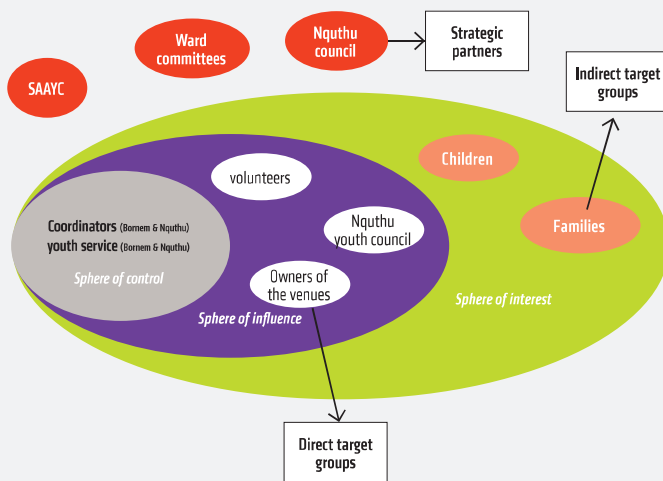 Ward
committees
Nquthu
council
Strategic
partners
Indirect target
groups
SAAYC
Children
volunteers
Families
Nquthu
youth council
Coordinators (Bornem & Nquthu)
youth service (Bornem & Nquthu)
Sphere of control
Owners of
the venues
Sphere of influence
Sphere of interest
Direct target
groups